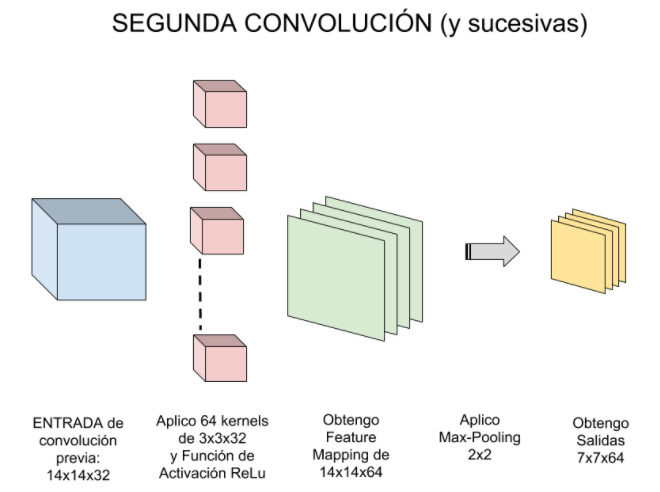 SEGUNDA CONVOLUCIÓN (y sucesivas)
ENTRADA de
convolución
previa:
14x14x32
Aplico 64 kernels
de 3x3x32
y Función de
Activación ReLu
Obtengo
Feature
Mapping de
14x14x64
Aplico
Max-Pooling
2x2
Obtengo
Salidas
7x7x64